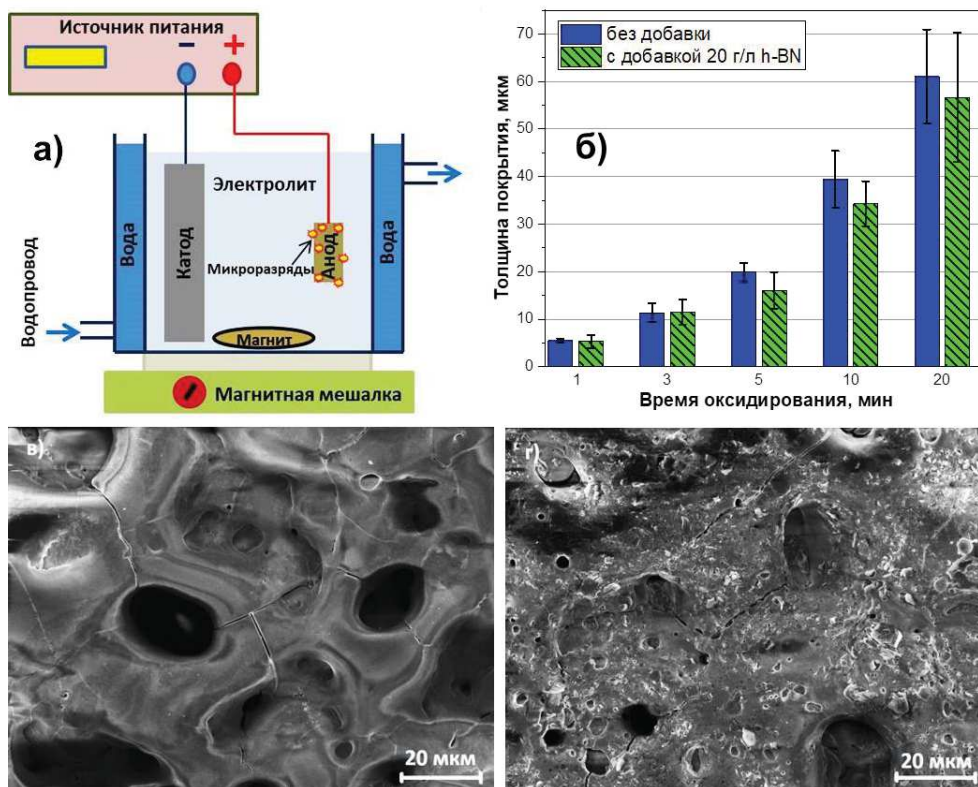 Источник питания
− +
а)
Электролит
Водопровод
Вода
Катод
Микроразряды
Анод
Вода
Магнит
Магнитная мешалка
б)
без добавки
с добавкой 20 г/л h-BN
Толщина покрытия, мкм
70
60
50
40
30
20
10
0
1 3 5 10 20
Время оксидирования, мин
в)
20 мкм
г)
20 мкм